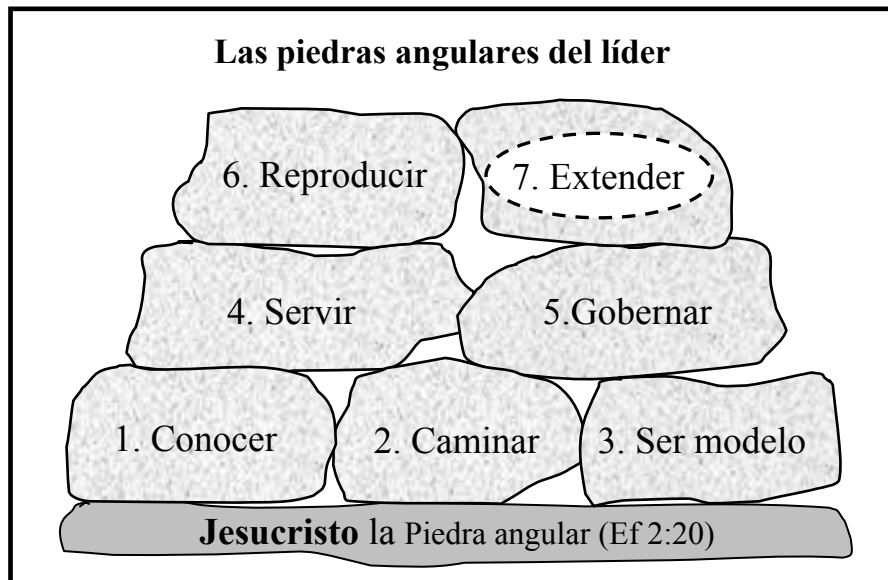 Las piedras angulares del líder
6. Reproducir
7. Extender
4. Servir
5.Gobernar
1. Conocer
2. Caminar
3. Ser modelo
Jesucristo la Piedra angular (Ef 2:20)